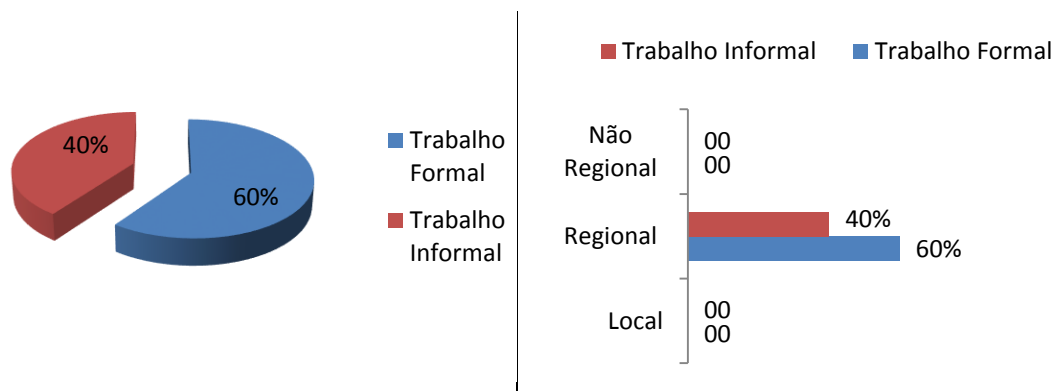 40%
60%
Trabalho
Formal
Trabalho
Informal
Trabalho Informal
Trabalho Formal
Não
Regional
00
00
Regional
40%
60%
Local
00
00